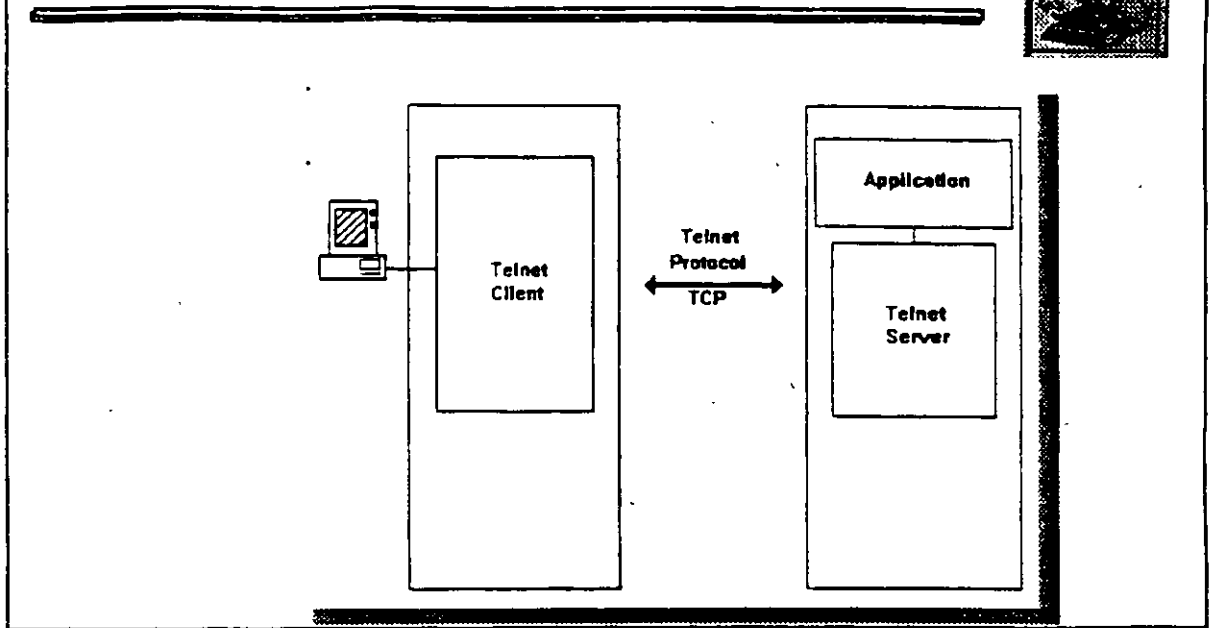 Telnet
Client
Telnet
Protocol
TCP
Application
Telnet
Server